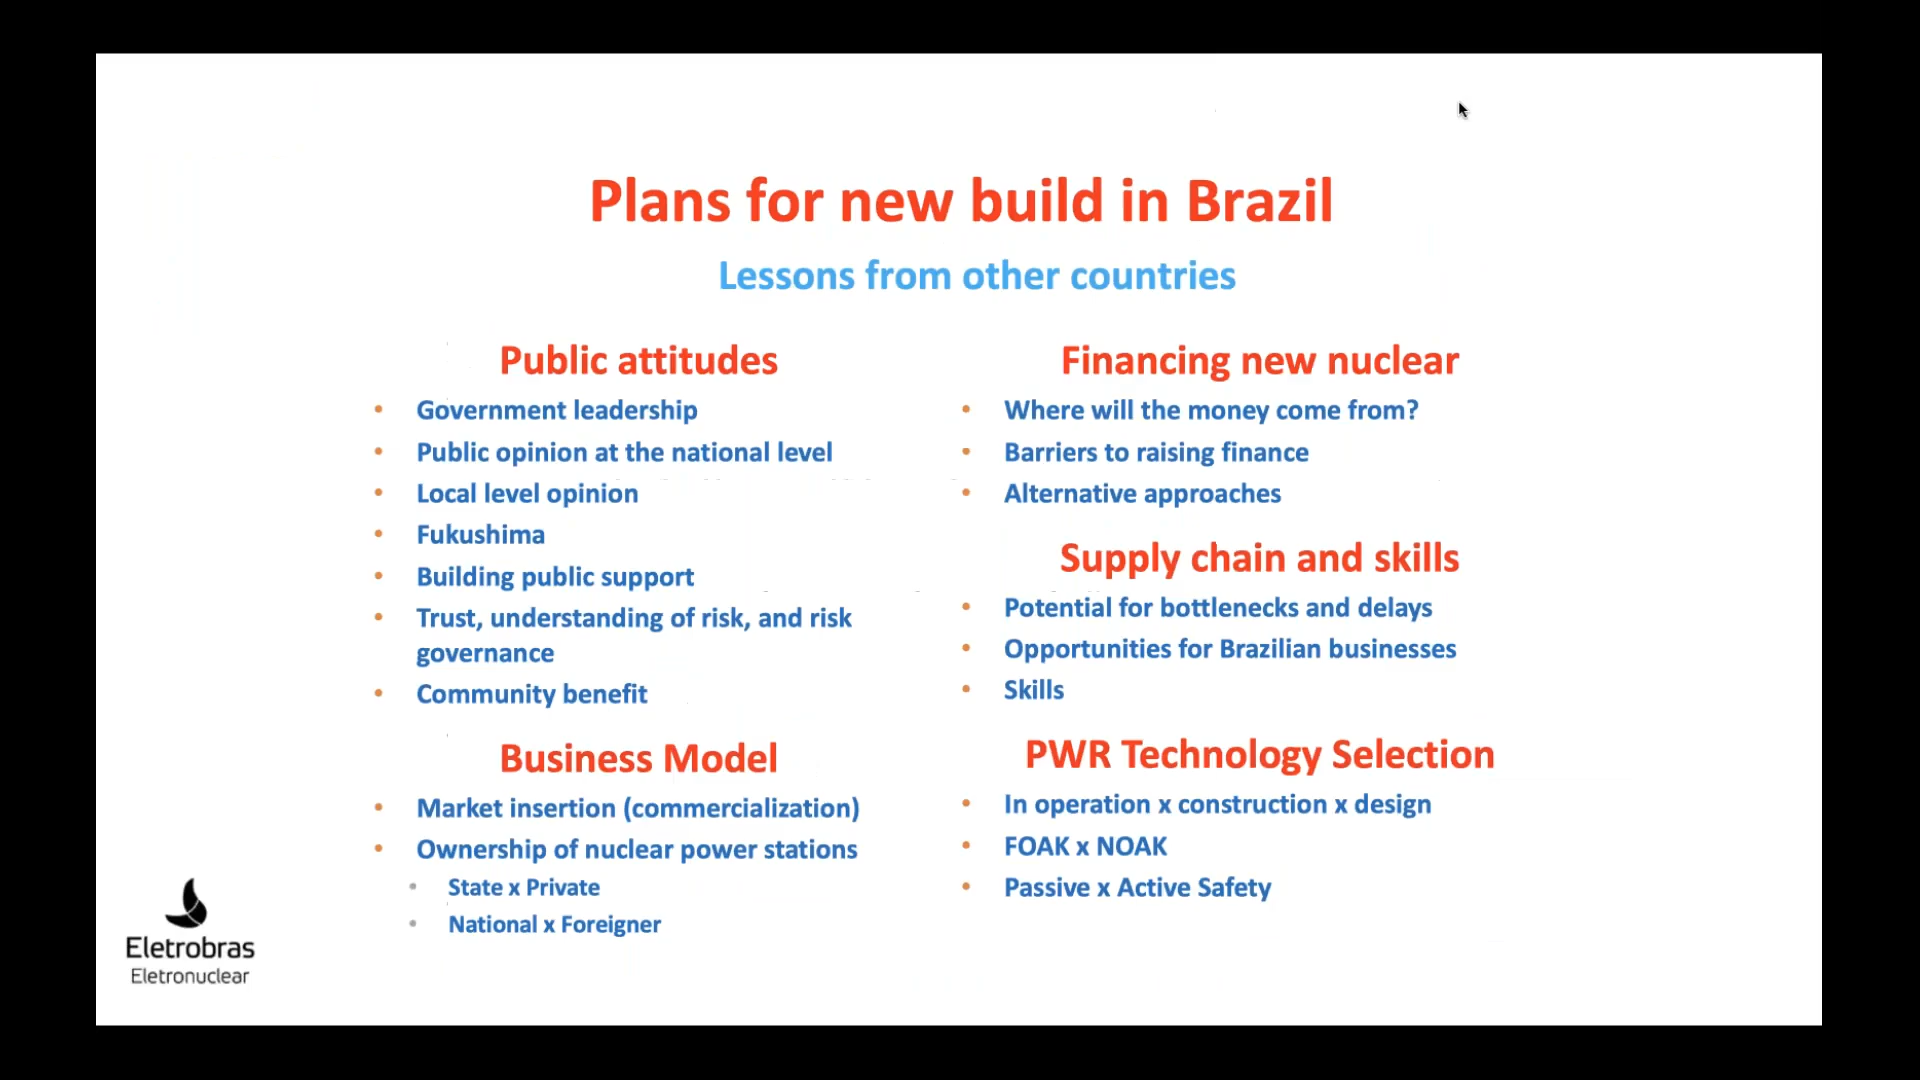 Plans for new build in Brazil
Lessons from other countries
Public attitudes
• Government leadership
• Public opinion at the national level
• Local level opinion
• Fukushima
• Building public support
• Trust, understanding of risk, and risk
governance
• Community benefit
Business Model
• Market insertion (commercialization)
• Ownership of nuclear power stations
• State x Private
• National x Foreigner
Financing new nuclear
• Where will the money come from?
• Barriers to raising finance
• Alternative approaches
Supply chain and skills
• Potential for bottlenecks and delays
• Opportunities for Brazilian businesses
• Skills
PWR Technology Selection
• In operation x construction x design
• FOAK x NOAK
• Passive x Active Safety
Eletrobras
Eletronuclear